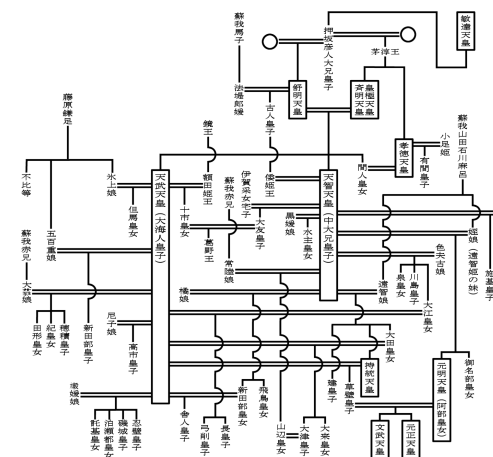 敏達天皇
蘇我馬子
押坂彦人大兄皇子
茅渟王
法堤郎媛
舒明天皇
皇極天皇
斉明天皇
古人皇子
孝徳天皇
小足媛
有間皇子
間人皇女
蘇我山田石川麻呂
藤原鎌足
鏡王
額田姫王
倭姫王
不比等
五百重娘
氷上娘
但馬皇女
天武天皇(大海人皇子)
十市皇女
葛野王
伊賀采女宅子
大友皇子
蘇我赤兄
常陸娘
黒媛娘
水主皇女
天智天皇(中大兄皇子)
姪娘(遠智姫の妹)
施基皇子
色夫古娘
遠智娘
泉皇女
川島皇子
大江皇女
蘇我赤兄
大蕤娘
新田部皇子
橘娘
田形皇女
紀皇女
穂積皇子
尼子娘
高市皇子
大田皇女
建皇子
草壁皇子
持統天皇
元明天皇(阿部皇女)
御名部皇女
新田部皇女
飛鳥皇女
舎人皇子
弓削皇子
長皇子
山辺皇女
大津皇子
大来皇女
託基皇女
泊瀬部皇女
磯城皇子
忍壁皇子
文武天皇
元正天皇